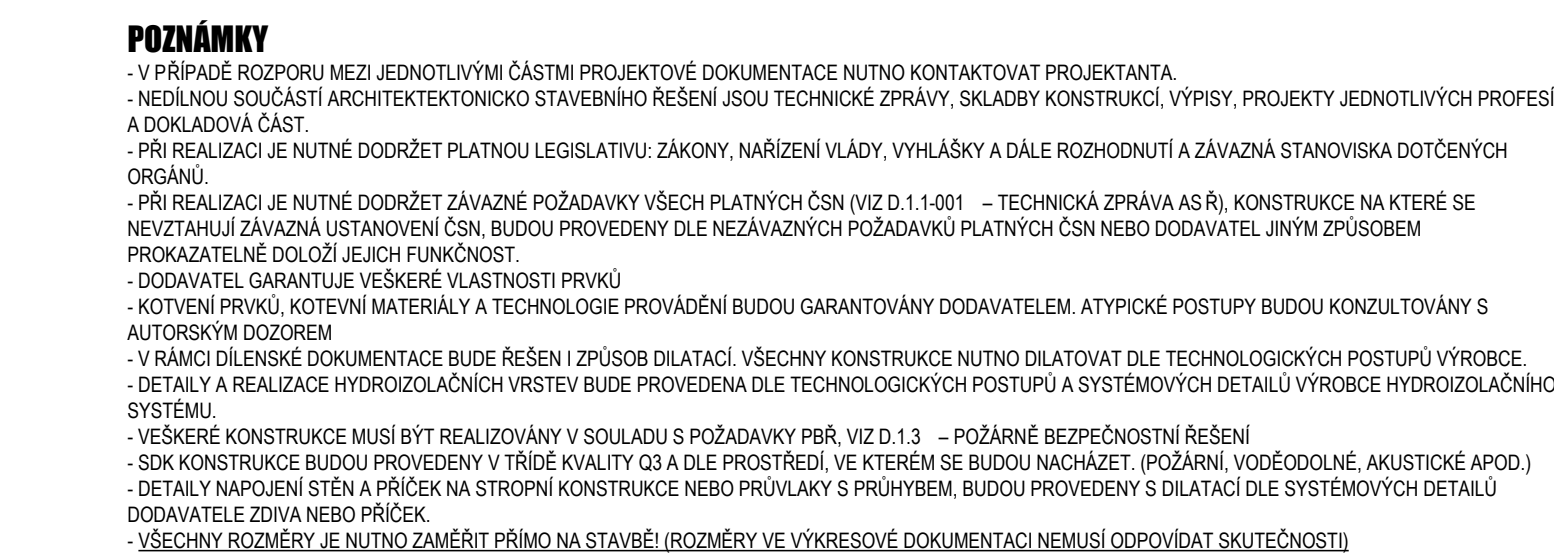 POZNÁMKY
- V PŘÍPADĚ ROZPORU MEZI JEDNOTLIVÝMI ČÁSTMI PROJEKTOVÉ DOKUMENTACE NUTNO KONTAKTOVAT PROJEKTANTA.
- NEDÍLNOU SOUČÁSTÍ ARCHITEKTEKTONICKO STAVEBNÍHO ŘEŠENÍ JSOU TECHNICKÉ ZPRÁVY, SKLADBY KONSTRUKCÍ, VÝPISY, PROJEKTY JEDNOTLIVÝCH PROFESÍ
A DOKLADOVÁ ČÁST.
- PŘI REALIZACI JE NUTNÉ DODRŽET PLATNOU LEGISLATIVU: ZÁKONY, NAŘÍZENÍ VLÁDY, VYHLÁŠKY A DÁLE ROZHODNUTÍ A ZÁVAZNÁ STANOVISKA DOTČENÝCH
ORGÁNŮ.
- PŘI REALIZACI JE NUTNÉ DODRŽET ZÁVAZNÉ POŽADAVKY VŠECH PLATNÝCH ČSN (VIZ D.1.1-001 – TECHNICKÁ ZPRÁVA AS Ř), KONSTRUKCE NA KTERÉ SE
NEVZTAHUJÍ ZÁVAZNÁ USTANOVENÍ ČSN, BUDOU PROVEDENY DLE NEZÁVAZNÝCH POŽADAVKŮ PLATNÝCH ČSN NEBO DODAVATEL JINÝM ZPŮSOBEM
PROKAZATELNĚ DOLOŽÍ JEJICH FUNKČNOST.
- DODAVATEL GARANTUJE VEŠKERÉ VLASTNOSTI PRVKŮ
- KOTVENÍ PRVKŮ, KOTEVNÍ MATERIÁLY A TECHNOLOGIE PROVÁDĚNÍ BUDOU GARANTOVÁNY DODAVATELEM. ATYPICKÉ POSTUPY BUDOU KONZULTOVÁNY S
AUTORSKÝM DOZOREM
- V RÁMCI DÍLENSKÉ DOKUMENTACE BUDE ŘEŠEN I ZPŮSOB DILATACÍ. VŠECHNY KONSTRUKCE NUTNO DILATOVAT DLE TECHNOLOGICKÝCH POSTUPŮ VÝROBCE.
- DETAILY A REALIZACE HYDROIZOLAČNÍCH VRSTEV BUDE PROVEDENA DLE TECHNOLOGICKÝCH POSTUPŮ A SYSTÉMOVÝCH DETAILŮ VÝROBCE HYDROIZOLAČNÍHO
SYSTÉMU.
- VEŠKERÉ KONSTRUKCE MUSÍ BÝT REALIZOVÁNY V SOULADU S POŽADAVKY PBŘ, VIZ D.1.3 – POŽÁRNĚ BEZPEČNOSTNÍ ŘEŠENÍ
- SDK KONSTRUKCE BUDOU PROVEDENY V TŘÍDĚ KVALITY Q3 A DLE PROSTŘEDÍ, VE KTERÉM SE BUDOU NACHÁZET. (POŽÁRNÍ, VODĚODOLNÉ, AKUSTICKÉ APOD.)
- DETAILY NAPOJENÍ STĚN A PŘÍČEK NA STROPNÍ KONSTRUKCE NEBO PRŮVLAKY S PRŮHYBEM, BUDOU PROVEDENY S DILATACÍ DLE SYSTÉMOVÝCH DETAILŮ
DODAVATELE ZDIVA NEBO PŘÍČEK.
- VŠECHNY ROZMĚRY JE NUTNO ZAMĚŘIT PŘÍMO NA STAVBĚ! (ROZMĚRY VE VÝKRESOVÉ DOKUMENTACI NEMUSÍ ODPOVÍDAT SKUTEČNOSTI)